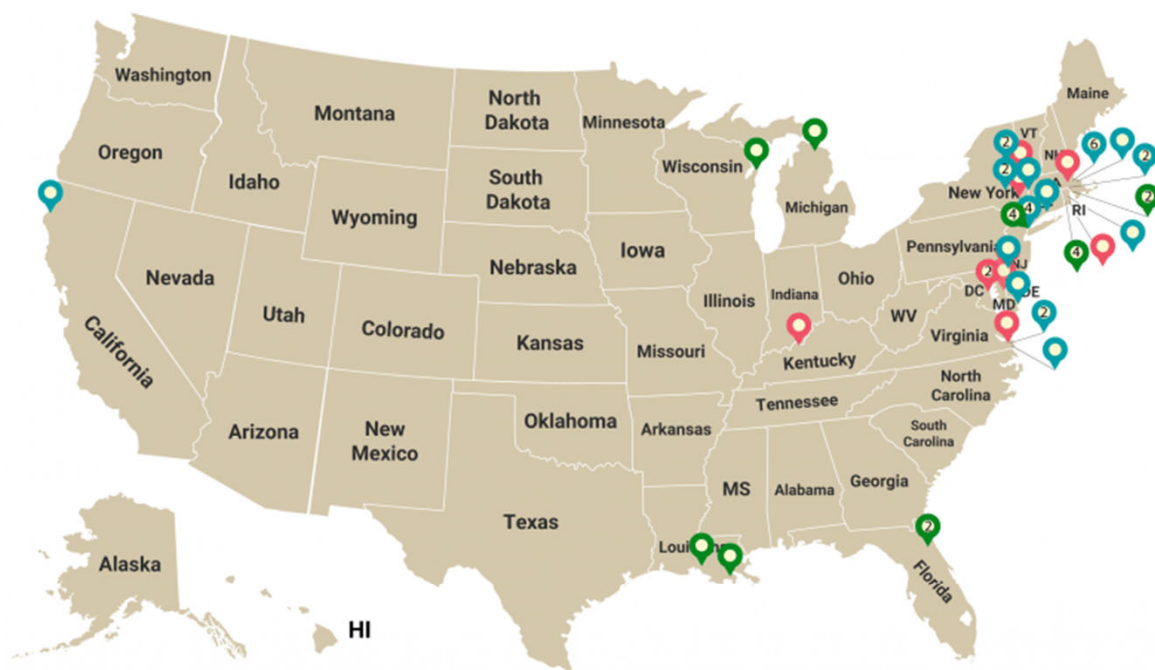 Washington
Montana
North
Dakota
Minnesota
Maine
Oregon
Idaho
Wyoming
South
Dakota
Wisconsin
Michigan
2
VT
6
2
2
New York
2
4
4
RI
4
Nevada
Utah
Colorado
Nebraska
Kansas
Iowa
Illinois
Indiana
Ohio
Pennsylvania
NJ
2
DC
MD
DE
2
WV
Virginia
California
Missouri
Kentucky
Arizona
New
Mexico
Oklahoma
Arkansas
Tennessee
North
Carolina
South
Carolina
Texas
MS
Alabama
Georgia
2
Florida
Alaska
HI